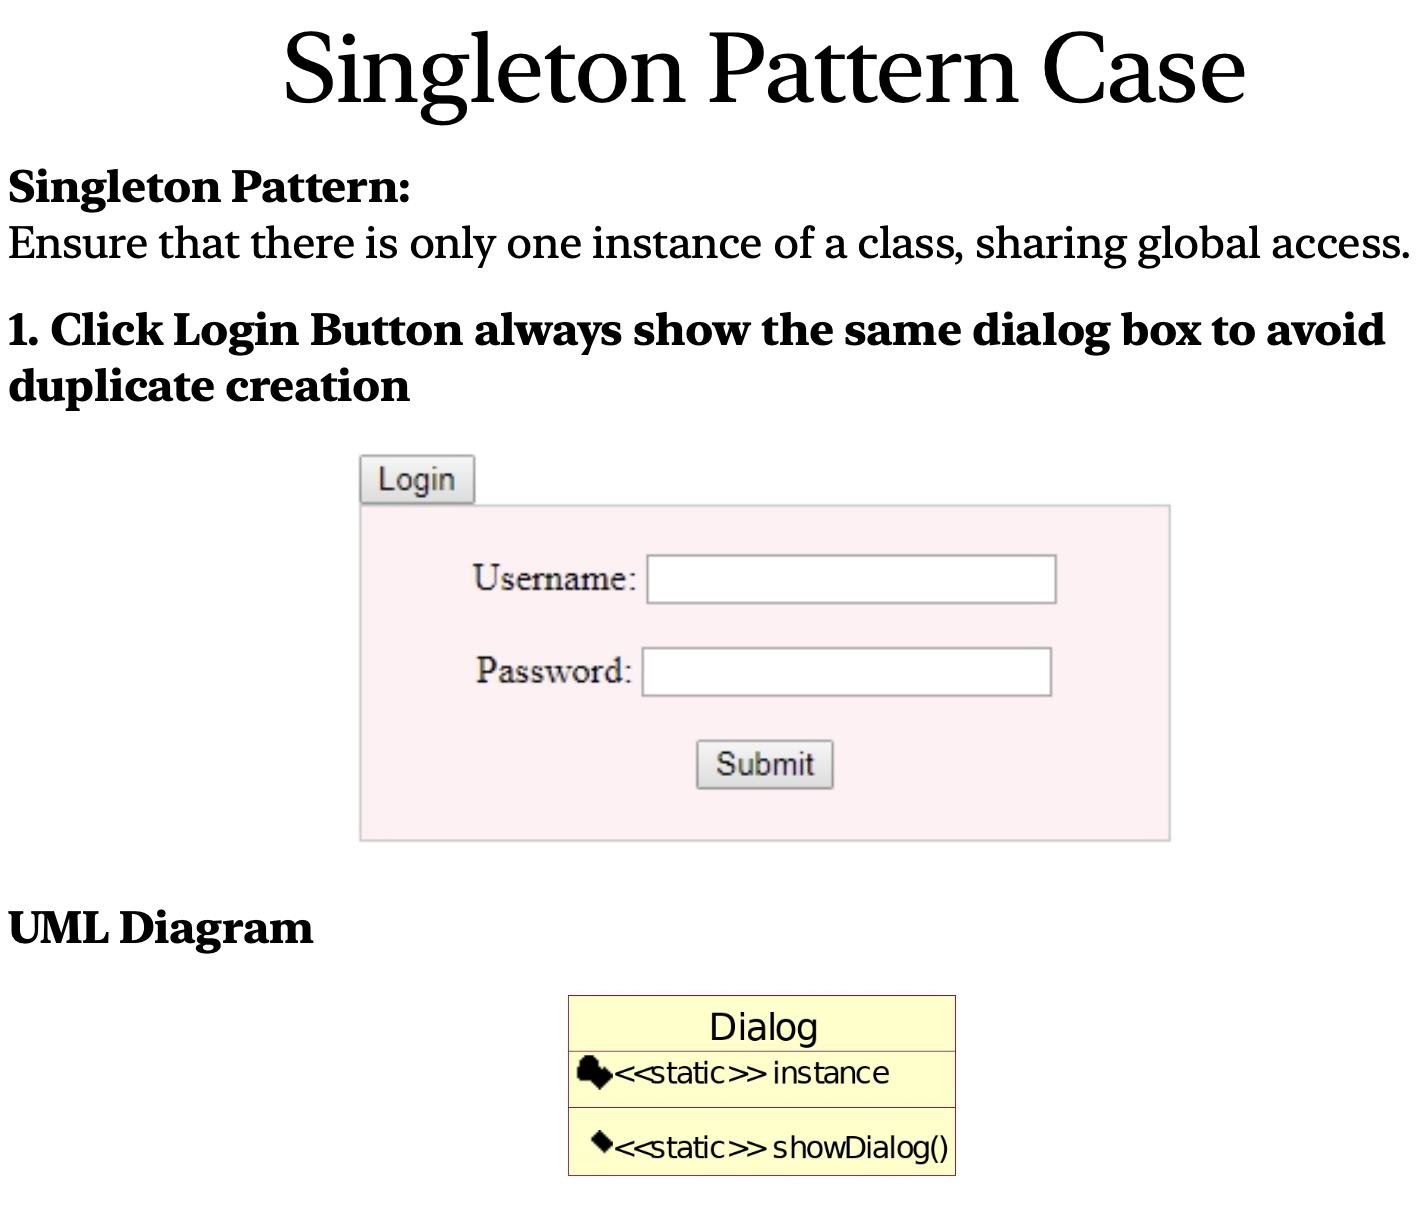 Singleton Pattern Case
Singleton Pattern:
Ensure that there is only one instance of a class, sharing global access.
1. Click Login Button always show the same dialog box to avoid
duplicate creation
Login
Username:
Password:
Submit
UML Diagram
Dialog
<<static>> instance
<<static>> showDialog()